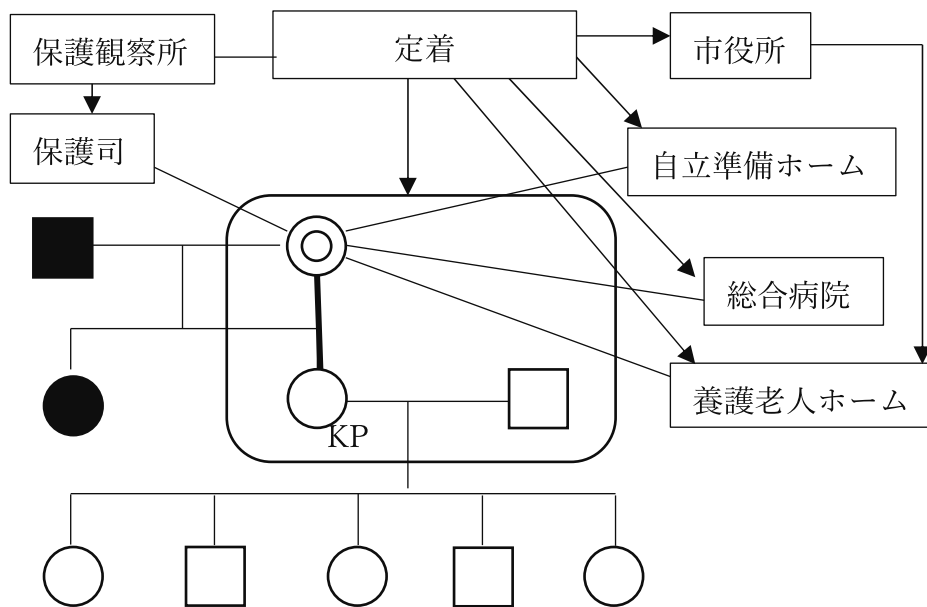 保護観察所
定着
市役所
保護司
自立準備ホーム
総合病院
養護老人ホーム
KP